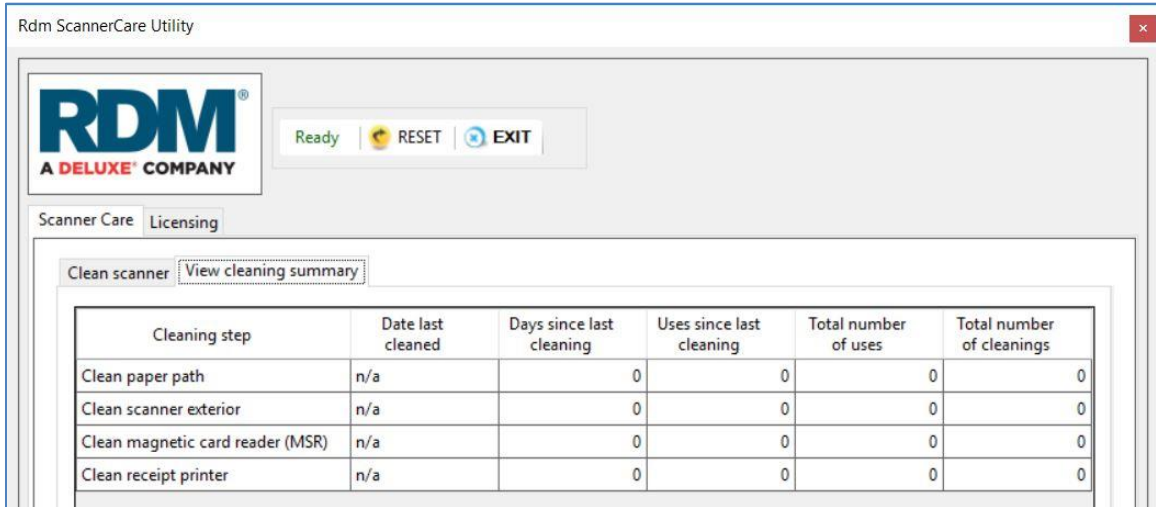 Rdm ScannerCare Utility
×
RDM®
A DELUXE® COMPANY
Ready RESET EXIT
Scanner Care Licensing
Clean scanner View cleaning summary
Cleaning step Date last cleaned Days since last cleaning Uses since last cleaning Total number of uses Total number of cleanings
Clean paper path n/a 0 0 0 0
Clean scanner exterior n/a 0 0 0 0
Clean magnetic card reader (MSR) n/a 0 0 0 0
Clean receipt printer n/a 0 0 0 0